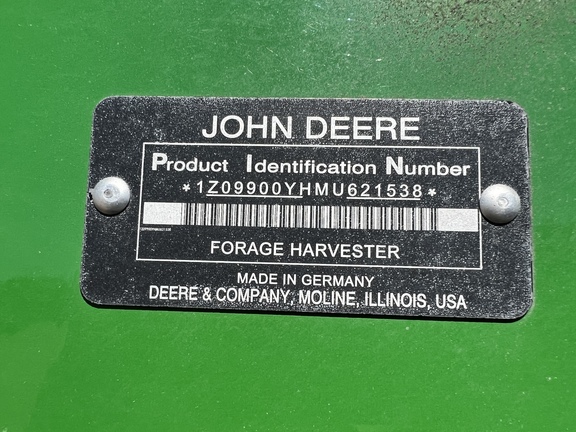 JOHN DEERE
Product Identification Number
*1Z09900YHMU621538*
FORAGE HARVESTER
MADE IN GERMANY
DEERE & COMPANY, MOLINE, ILLINOIS, USA